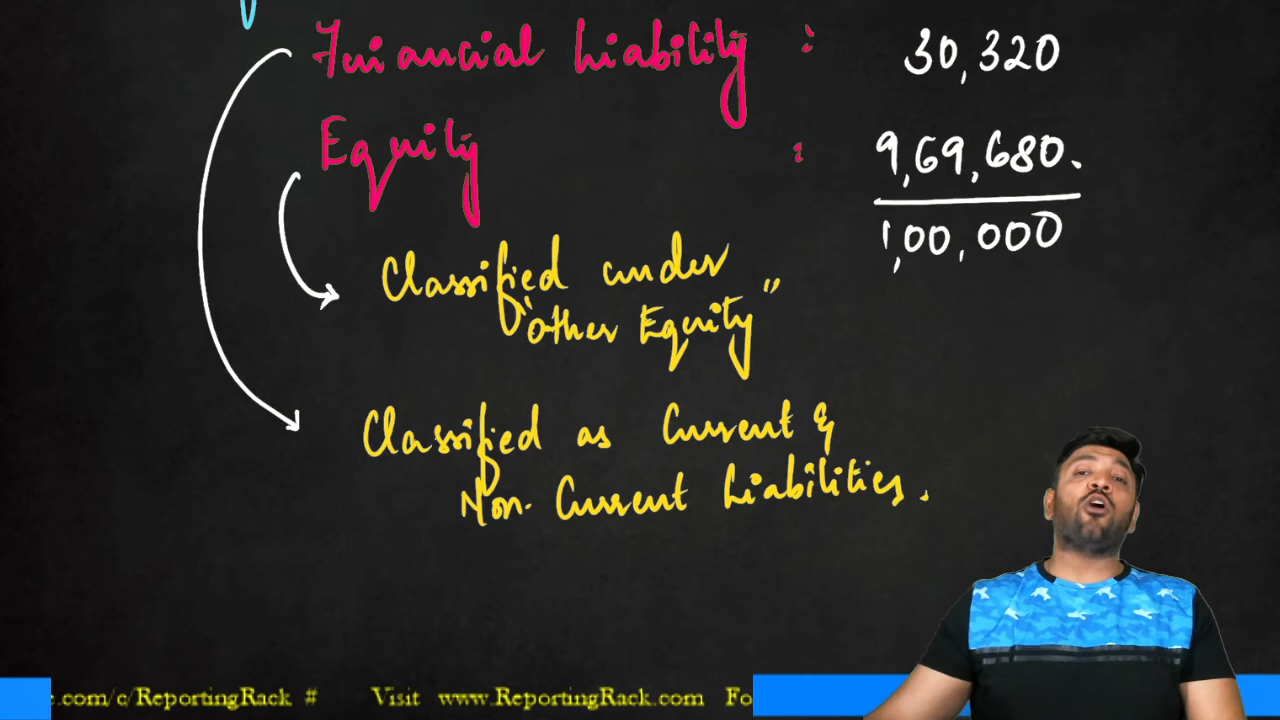 Financial Liability : 30,320
Equity : 9,69,680.
1,00,000
Classified under
"other Equity"
Classified as Current &
Non-Current Liabilities.
e.com/c/ReportingRack # Visit www.ReportingRack.com Fo